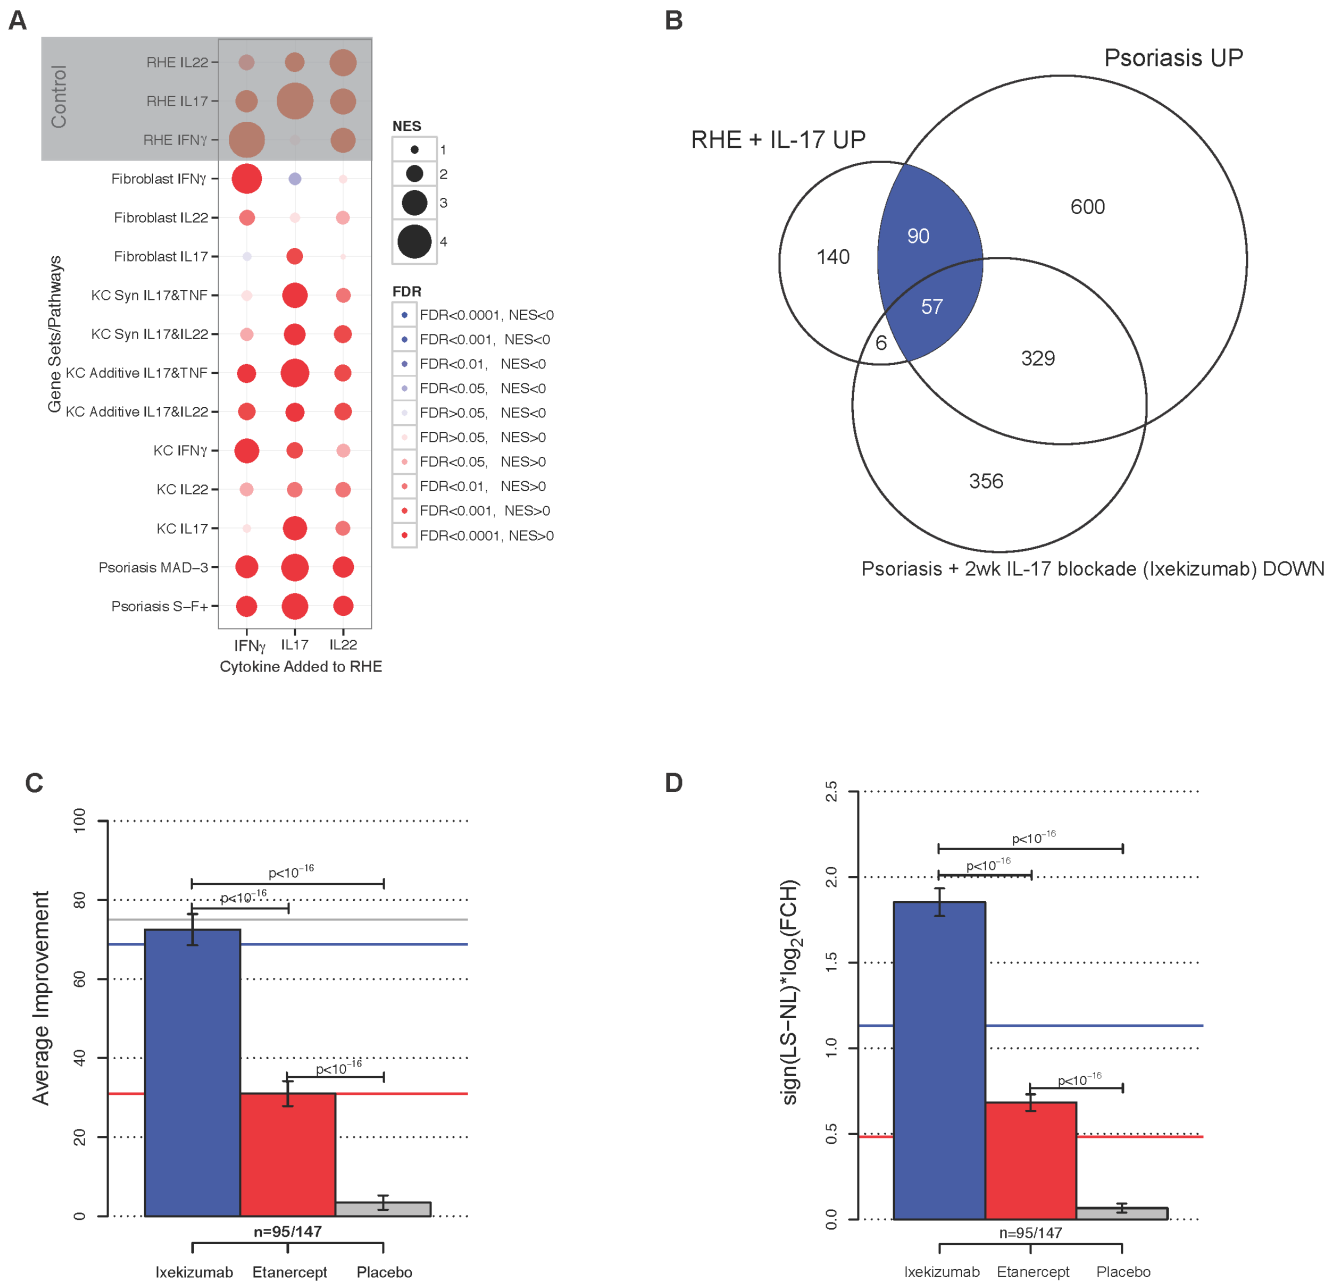 A
Control
RHE IL22
RHE IL17
RHE IFNγ
Fibroblast IFNγ
Fibroblast IL22
Fibroblast IL17
KC Syn IL17&TNF
KC Syn IL17&IL22
KC Additive IL17&TNF
KC Additive IL17&IL22
KC IFNγ
KC IL22
KC IL17
Psoriasis MAD−3
Psoriasis S−F+
Gene Sets/Pathways
IFNγ IL17 IL22
Cytokine Added to RHE
NES
1
2
3
4
FDR
FDR<0.0001, NES<0
FDR<0.001, NES<0
FDR<0.01, NES<0
FDR<0.05, NES<0
FDR>0.05, NES<0
FDR>0.05, NES>0
FDR<0.05, NES>0
FDR<0.01, NES>0
FDR<0.001, NES>0
FDR<0.0001, NES>0
B
Psoriasis UP
RHE + IL-17 UP
600
90
140
57
6
329
356
Psoriasis + 2wk IL-17 blockade (Ixekizumab) DOWN
C
Average Improvement
100
80
60
40
20
0
p<10⁻¹⁶
p<10⁻¹⁶
p<10⁻¹⁶
n=95/147
Ixekizumab Etanercept Placebo
D
sign(LS−NL)*log₂(FCH)
2.5
2.0
1.5
1.0
0.5
0.0
p<10⁻¹⁶
p<10⁻¹⁶
p<10⁻¹⁶
n=95/147
Ixekizumab Etanercept Placebo